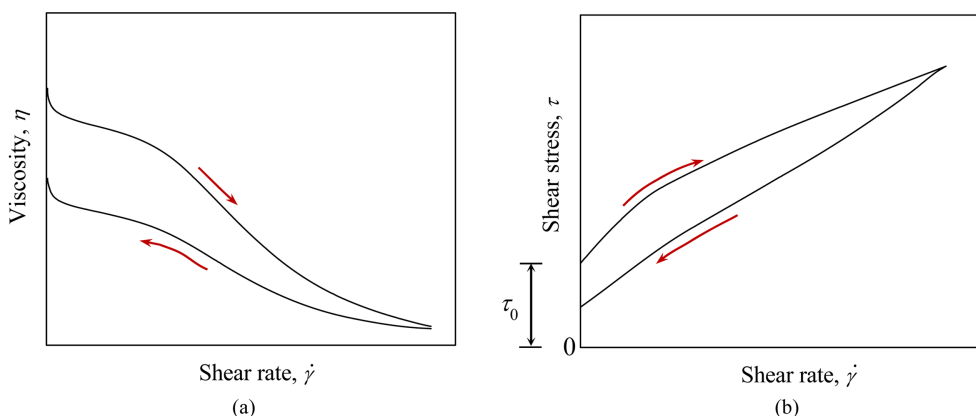 Viscosity, η
Shear rate, γ̇
(a)
Shear stress, τ
τ₀
0
Shear rate, γ̇
(b)